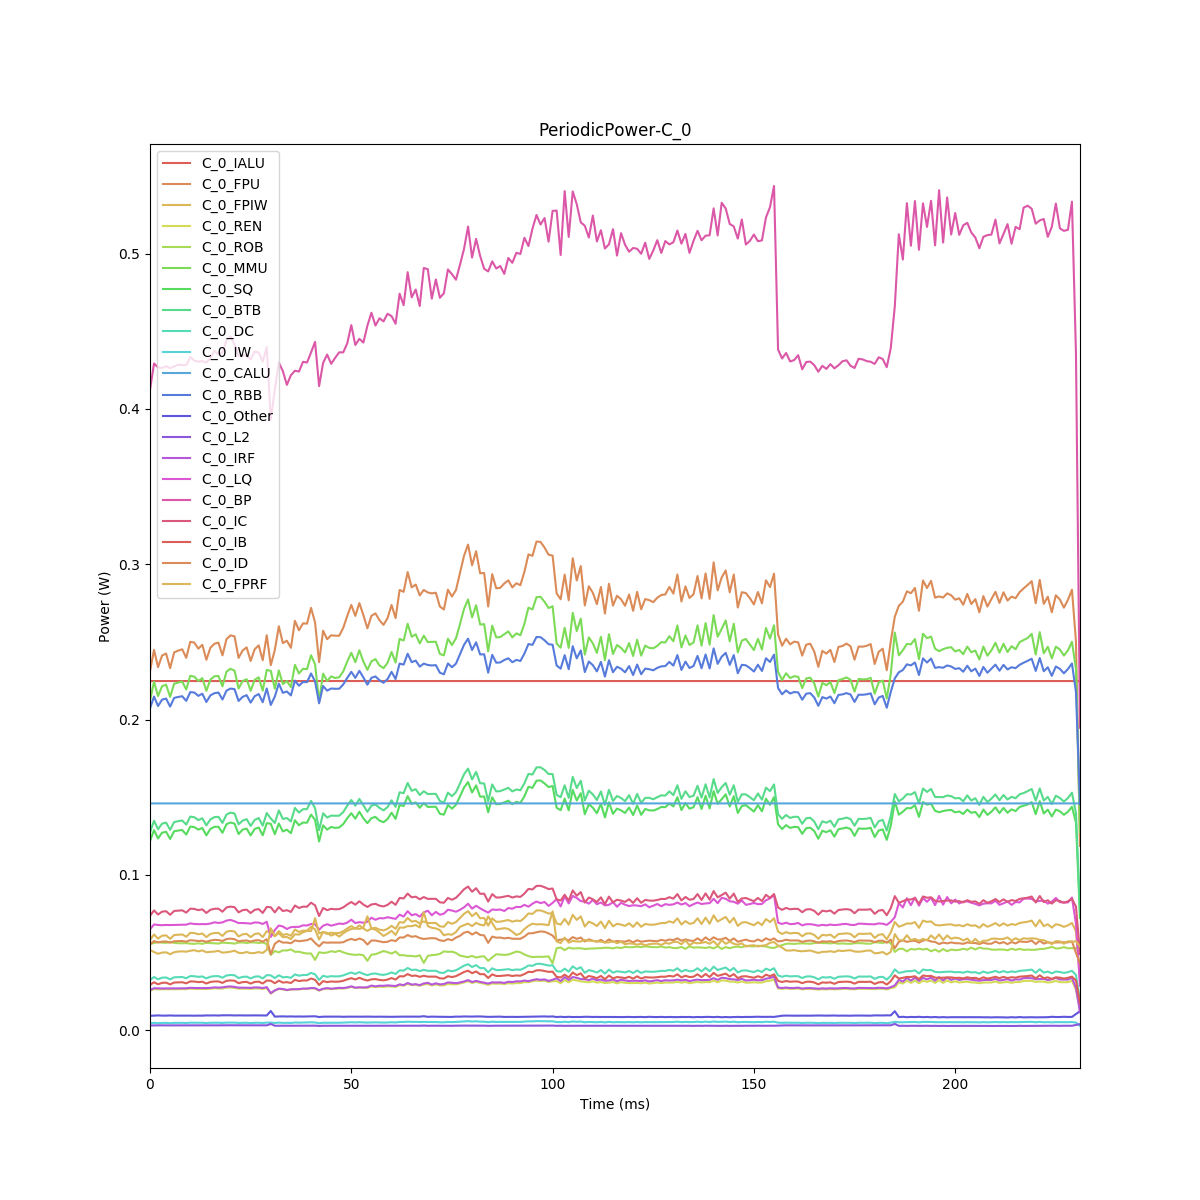 PeriodicPower-C_0
C_0_IALU
C_0_FPU
C_0_FPIW
C_0_REN
C_0_ROB
C_0_MMU
C_0_SQ
C_0_BTB
C_0_DC
C_0_IW
C_0_CALU
C_0_RBB
C_0_Other
C_0_L2
C_0_IRF
C_0_LQ
C_0_BP
C_0_IC
C_0_IB
C_0_ID
C_0_FPRF
0.5
0.4
0.3
0.2
0.1
0.0
Power (W)
0 50 100 150 200
Time (ms)